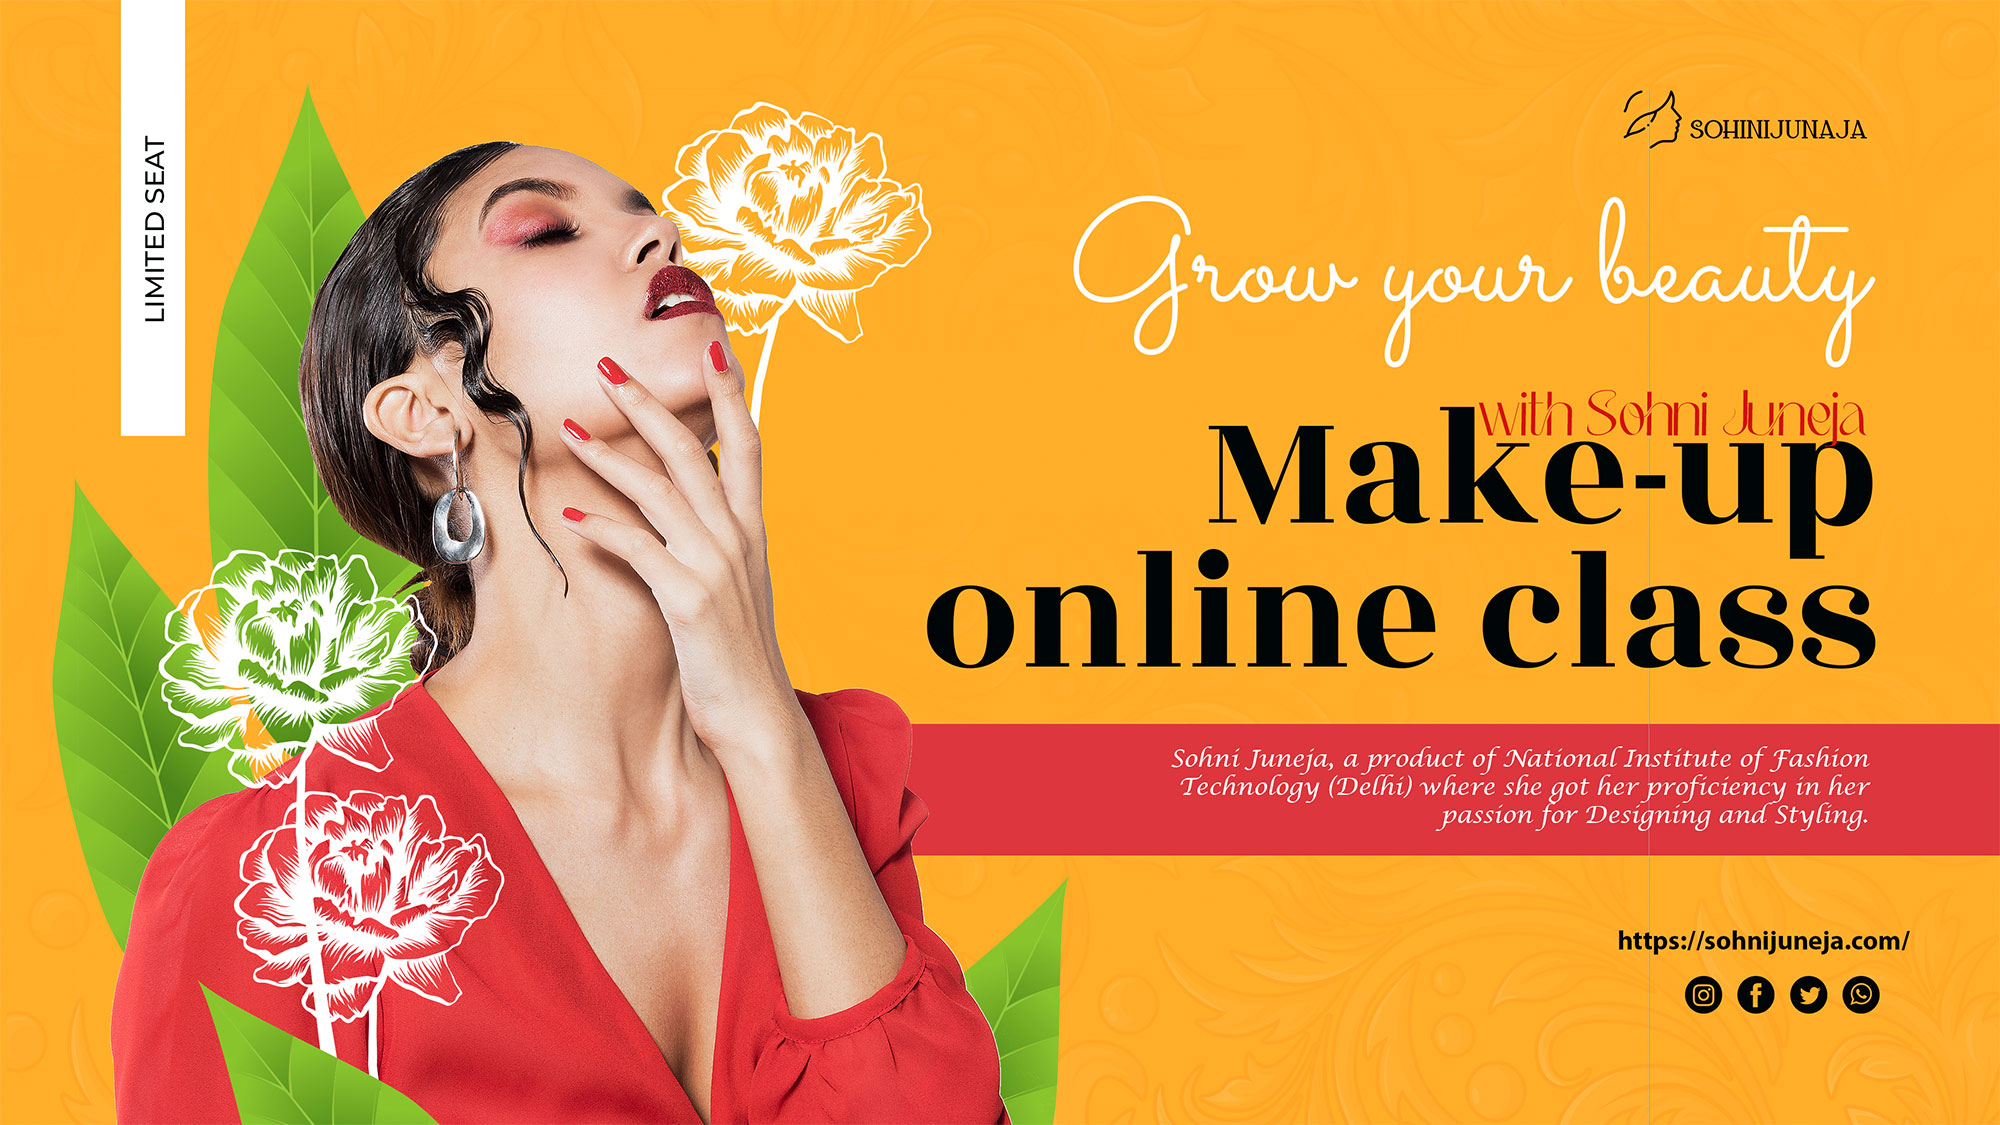 LIMITED SEAT
SOHINIJUNAJA
Grow your beauty
with Sohni Juneja
Make-up
online class
Sohni Juneja, a product of National Institute of Fashion
Technology (Delhi) where she got her proficiency in her
passion for Designing and Styling.
https://sohnijuneja.com/